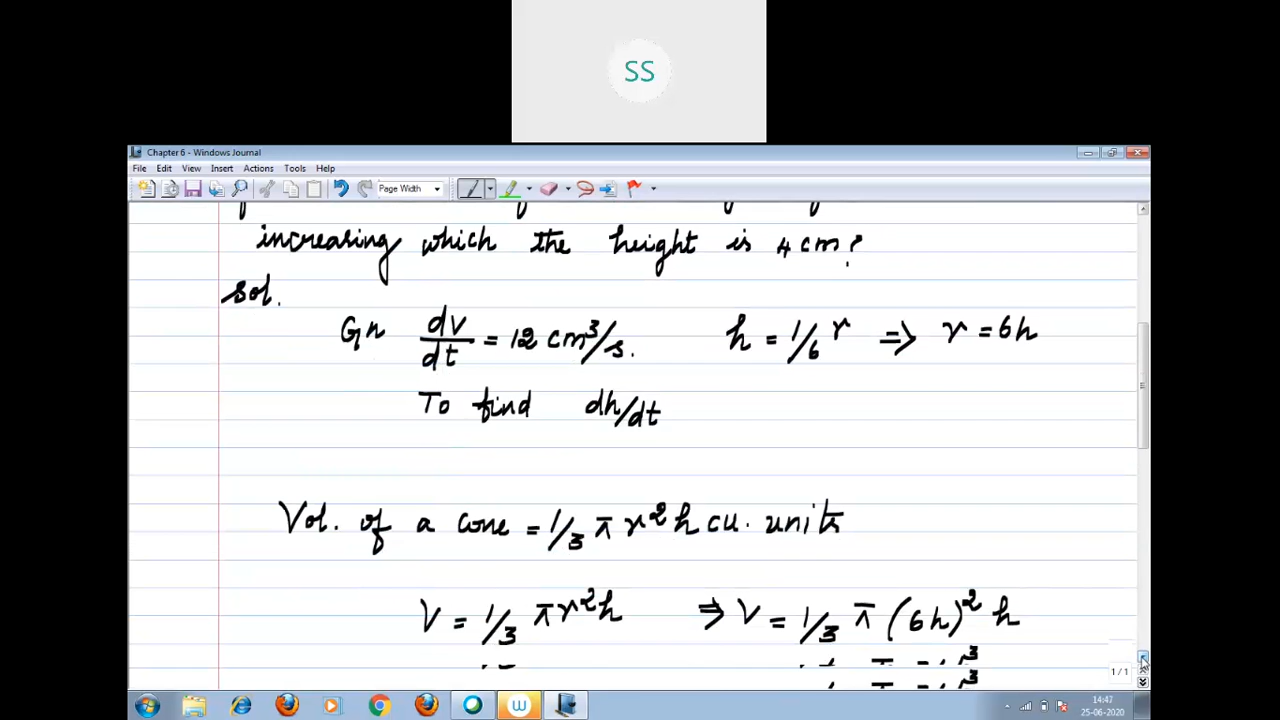 SS
Chapter 6 - Windows Journal
File Edit View Insert Actions Tools Help
Page Width
increasing which the height is 4 cm?
sol.
Gn dv/dt = 12 cm³/s. h = 1/6 r => r = 6h
To find dh/dt
Vol. of a cone = 1/3 π r²h cu. units
V = 1/3 πr²h => V = 1/3 π (6h)² h
1 / 1
14:47
25-06-2020